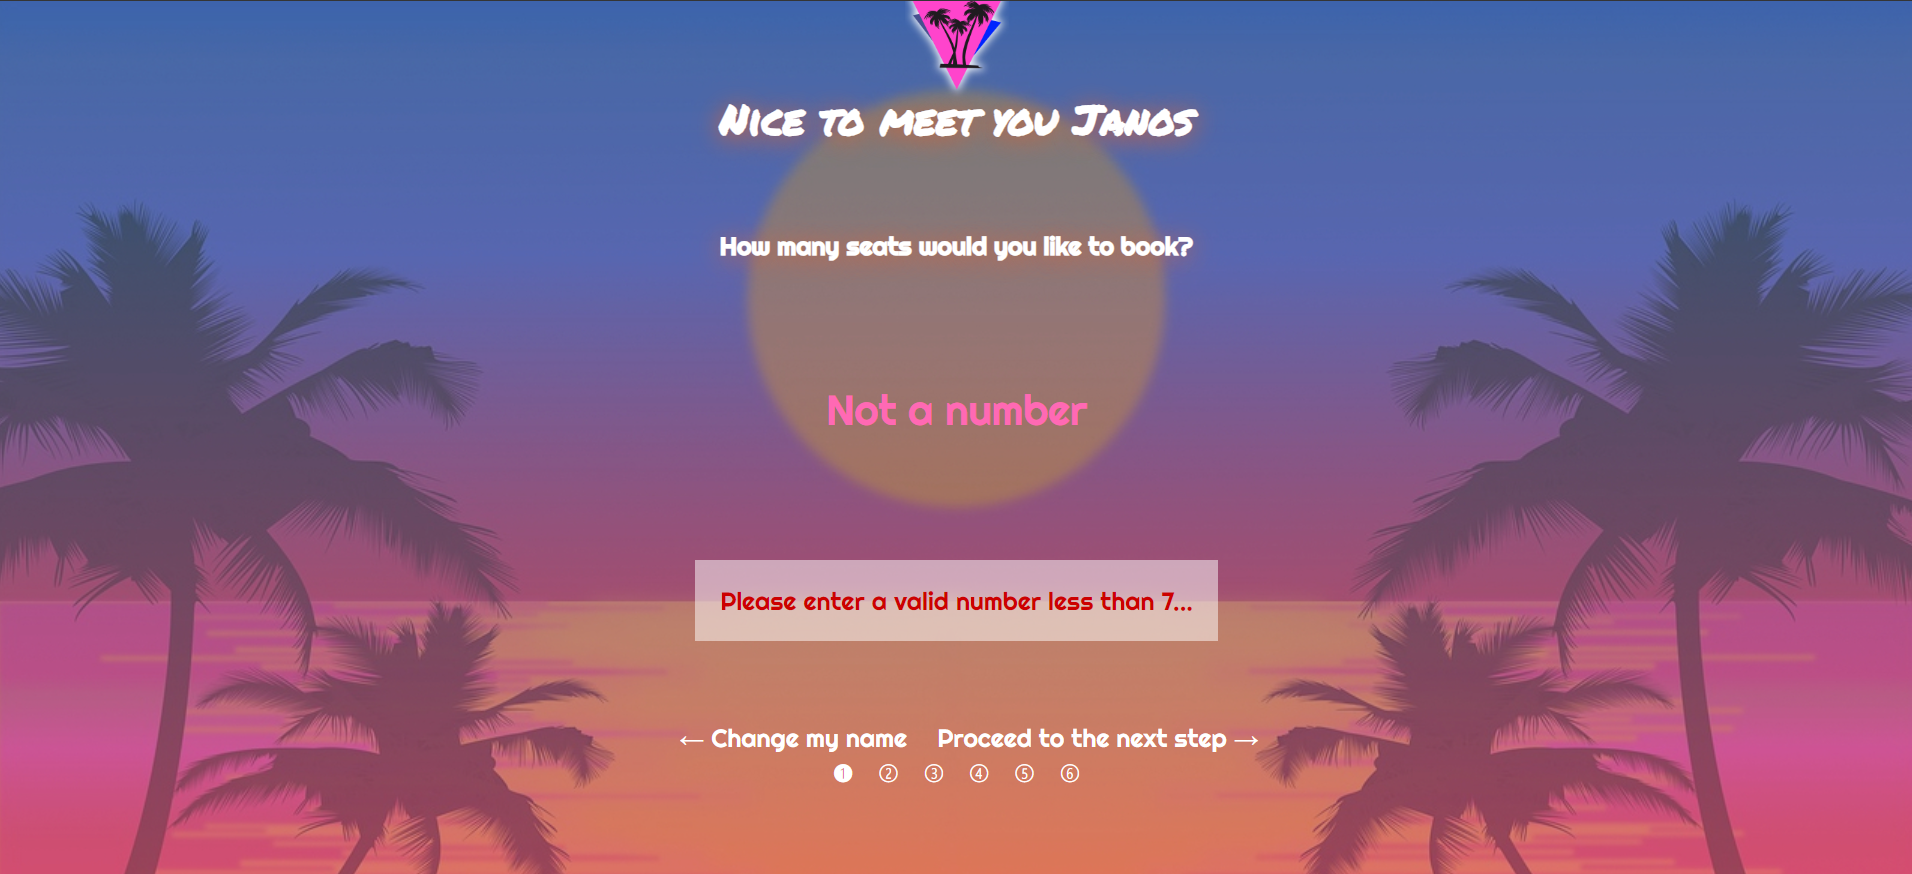 Nice to meet you Janos
How many seats would you like to book?
Not a number
Please enter a valid number less than 7...
← Change my name Proceed to the next step →
❶ ② ③ ④ ⑤ ⑥